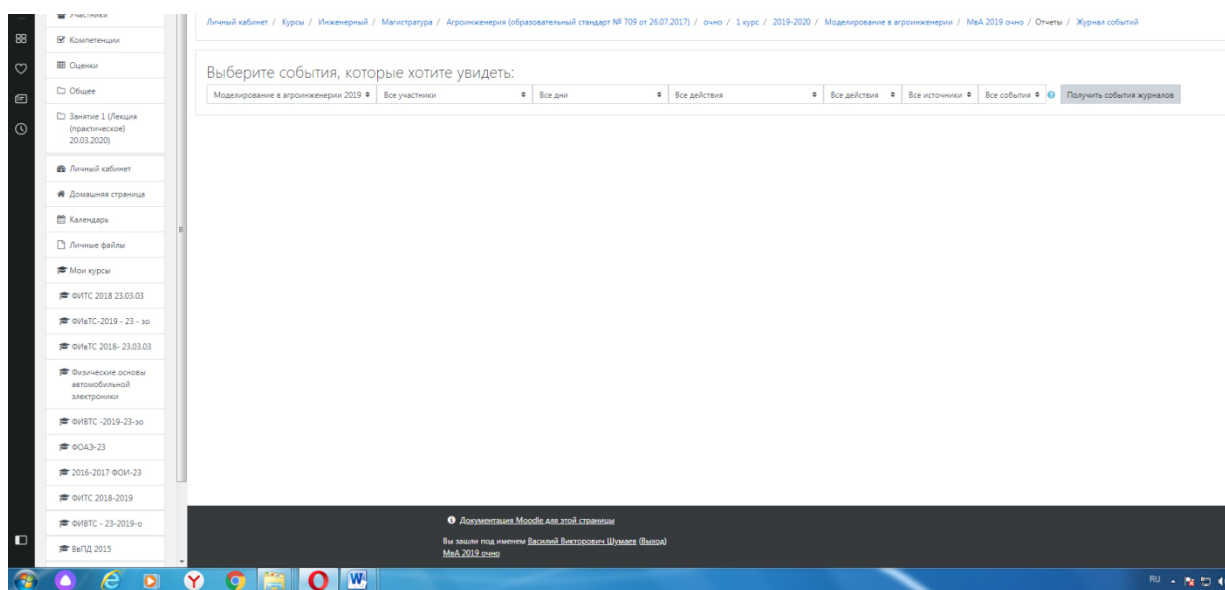 Участники
Компетенции
Оценки
Общее
Занятие 1 (Лекция
(практическое)
20.03.2020)
Личный кабинет
Домашняя страница
Календарь
Личные файлы
Мои курсы
ФИТС 2018 23.03.03
ФИвТС-2019 - 23 - зо
ФИвТС 2018- 23.03.03
Физические основы
автомобильной
электроники
ФИВТС -2019-23-зо
ФОАЭ-23
2016-2017 ФОИ-23
ФИТС 2018-2019
ФИВТС - 23-2019-о
ВвПД 2015
Личный кабинет / Курсы / Инженерный / Магистратура / Агроинженерия (образовательный стандарт № 709 от 26.07.2017) / очно / 1 курс / 2019-2020 / Моделирование в агроинженерии / МвА 2019 очно / Отчеты / Журнал событий
Выберите события, которые хотите увидеть:
Моделирование в агроинженерии 2019 Все участники Все дни Все действия Все действия Все источники Все события Получить события журналов
Документация Moodle для этой страницы
Вы зашли под именем Василий Викторович Шумаев (Выход)
МвА 2019 очно
RU